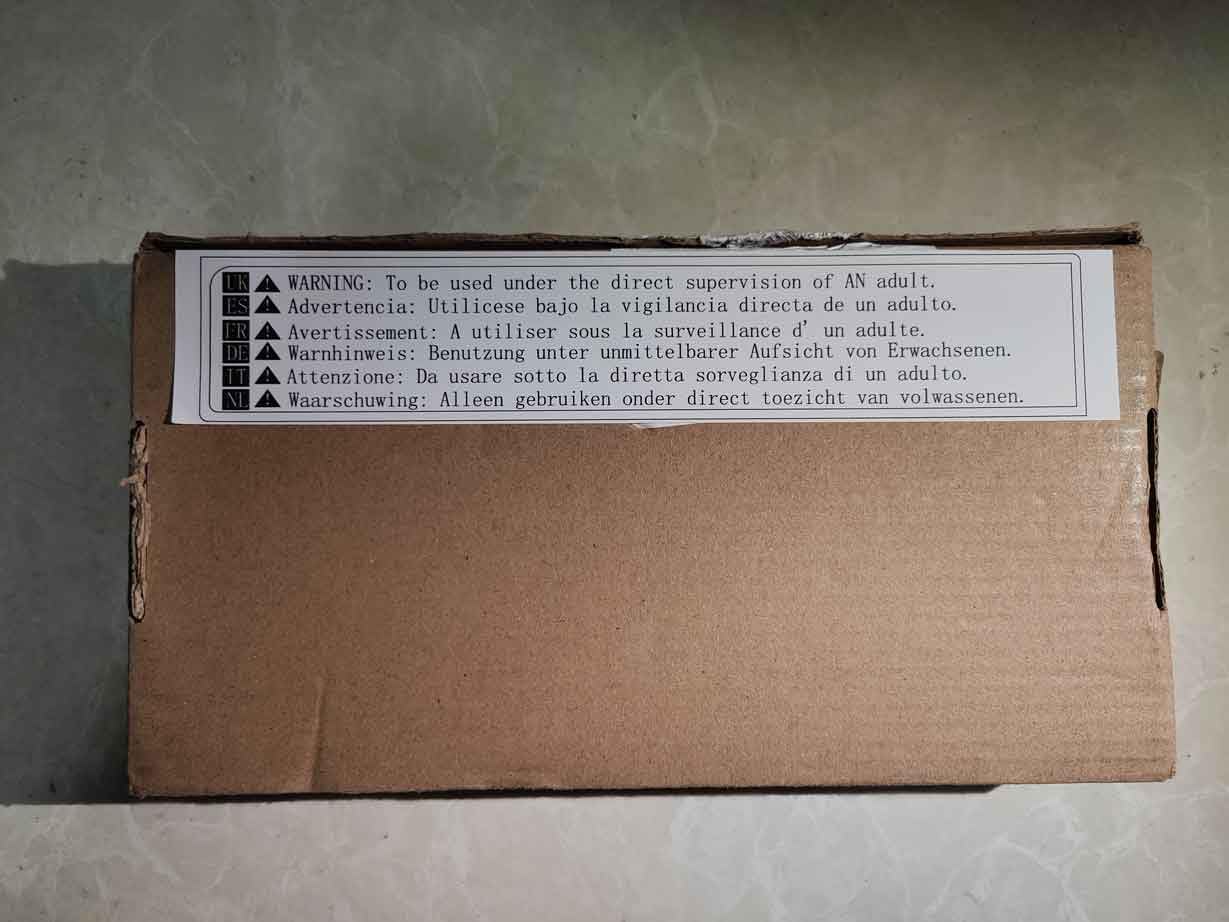 UK ⚠ WARNING: To be used under the direct supervision of AN adult.
ES ⚠ Advertencia: Utilicese bajo la vigilancia directa de un adulto.
FR ⚠ Avertissement: A utiliser sous la surveillance d' un adulte.
DE ⚠ Warnhinweis: Benutzung unter unmittelbarer Aufsicht von Erwachsenen.
IT ⚠ Attenzione: Da usare sotto la diretta sorveglianza di un adulto.
NL ⚠ Waarschuwing: Alleen gebruiken onder direct toezicht van volwassenen.